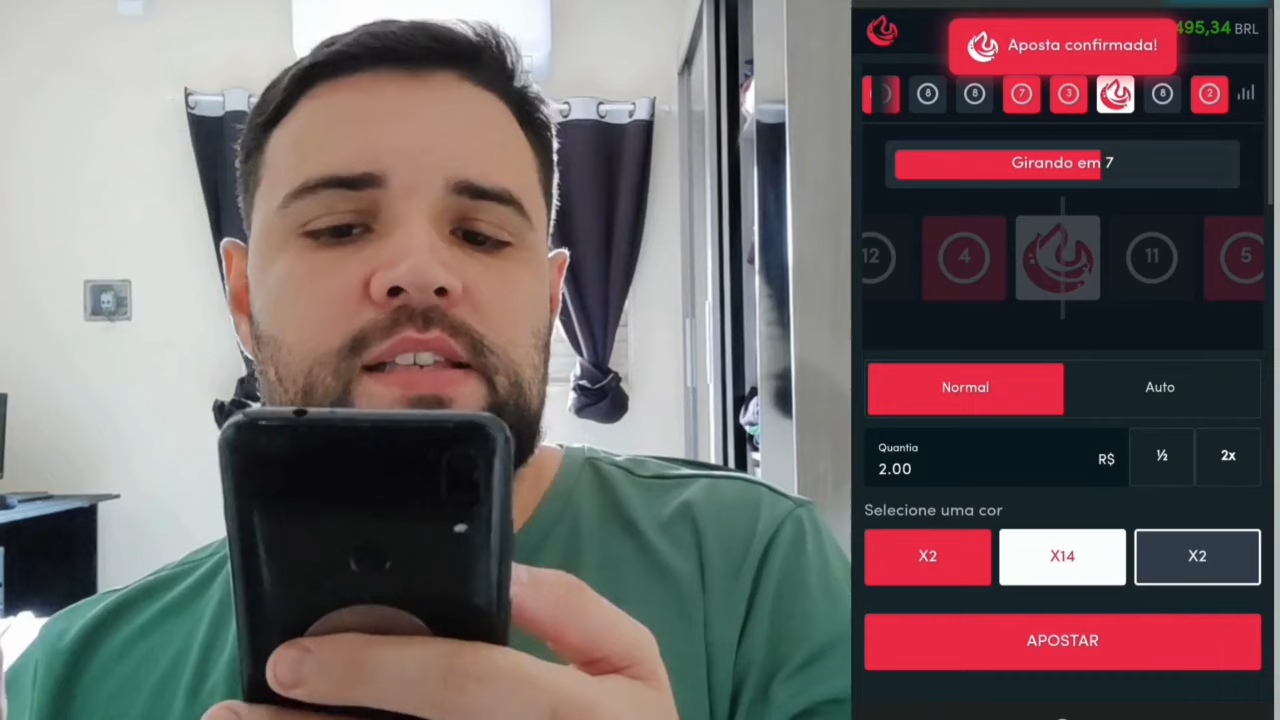 Aposta confirmada!
495,34 BRL
8
8
7
3
8
2
Girando em 7
12
4
11
5
Normal
Auto
Quantia
2.00
R$
½
2x
Selecione uma cor
X2
X14
X2
APOSTAR